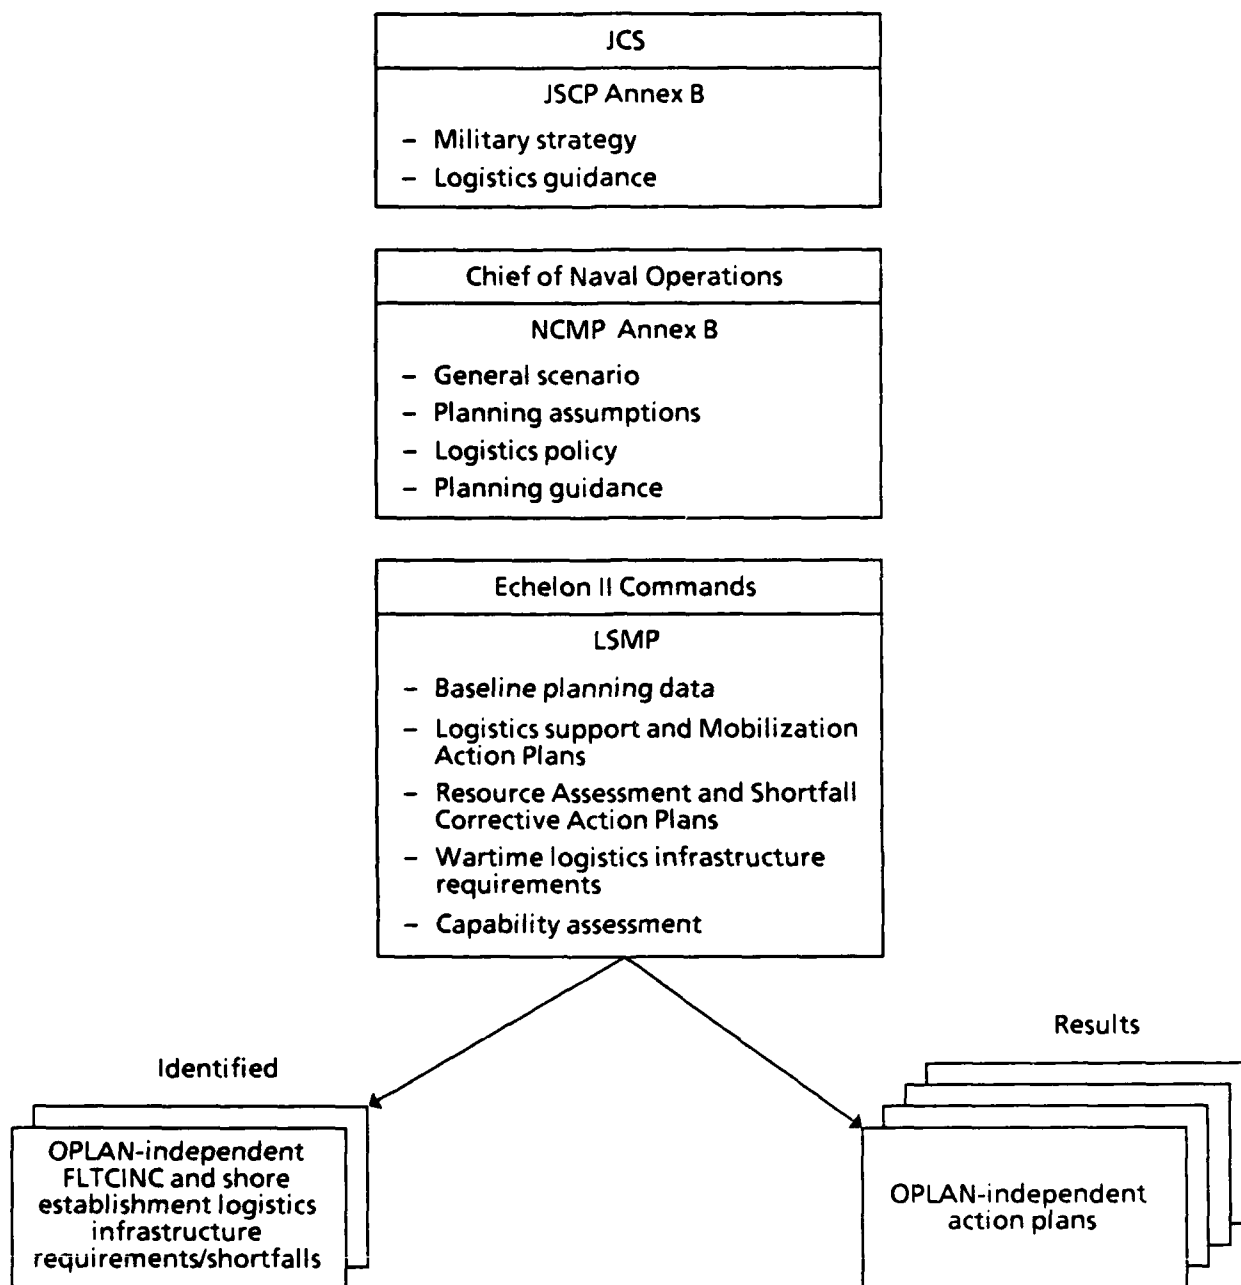 JCS
JSCP Annex B
– Military strategy
– Logistics guidance
Chief of Naval Operations
NCMP Annex B
– General scenario
– Planning assumptions
– Logistics policy
– Planning guidance
Echelon II Commands
LSMP
– Baseline planning data
– Logistics support and Mobilization
Action Plans
– Resource Assessment and Shortfall
Corrective Action Plans
– Wartime logistics infrastructure
requirements
– Capability assessment
Identified
OPLAN-independent
FLTCINC and shore
establishment logistics
infrastructure
requirements/shortfalls
Results
OPLAN-independent
action plans